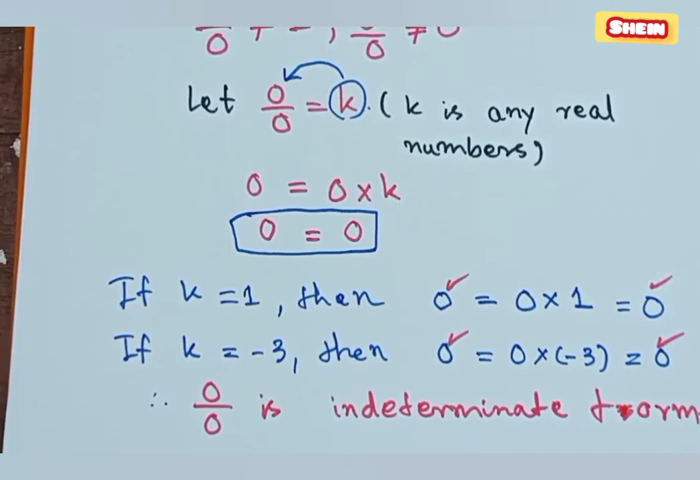 SHEIN
Let 0/0 = k. (k is any real
numbers)
0 = 0 × k
0 = 0
If k = 1, then 0 = 0 × 1 = 0
If k = -3, then 0 = 0 × (-3) = 0
∴ 0/0 is indeterminate form